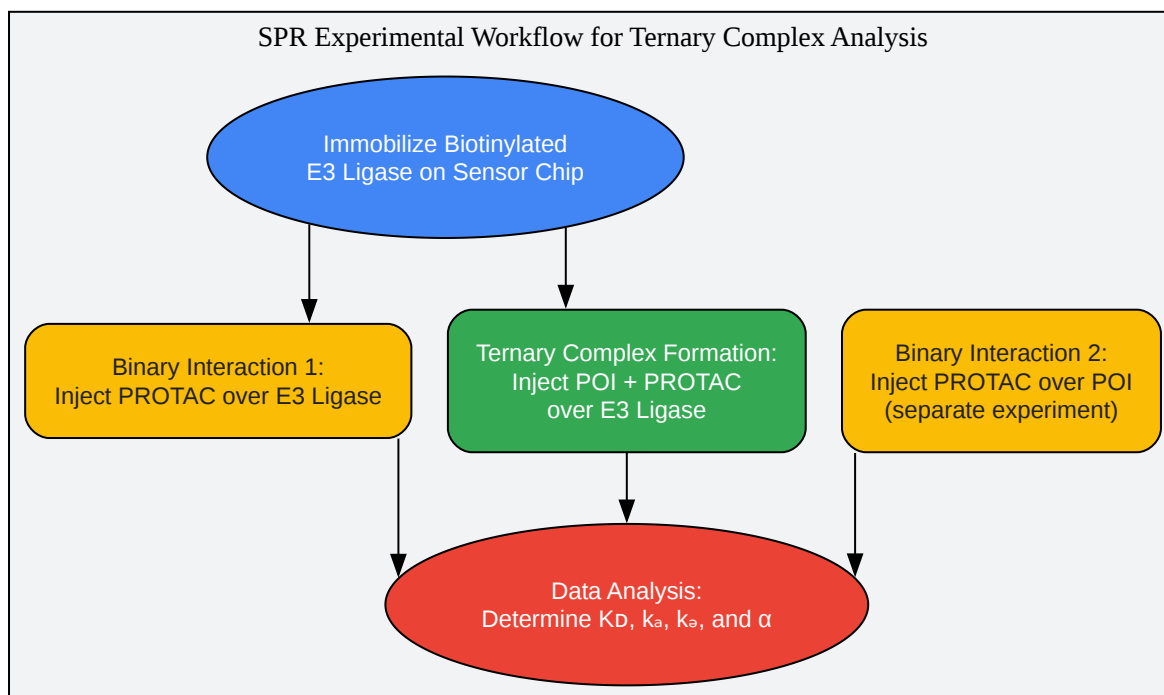 SPR Experimental Workflow for Ternary Complex Analysis
Immobilize Biotinylated
E3 Ligase on Sensor Chip
Binary Interaction 1:
Inject PROTAC over E3 Ligase
Ternary Complex Formation:
Inject POI + PROTAC
over E3 Ligase
Binary Interaction 2:
Inject PROTAC over POI
(separate experiment)
Data Analysis:
Determine Kᴅ, kₐ, kₔ, and α